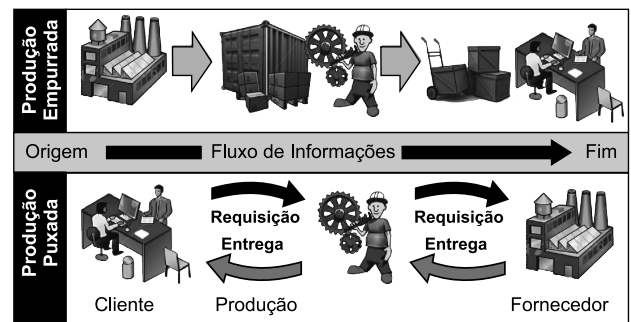 Produção
Empurrada
Origem Fluxo de Informações Fim
Produção
Puxada
Requisição Requisição
Entrega Entrega
Cliente Produção Fornecedor